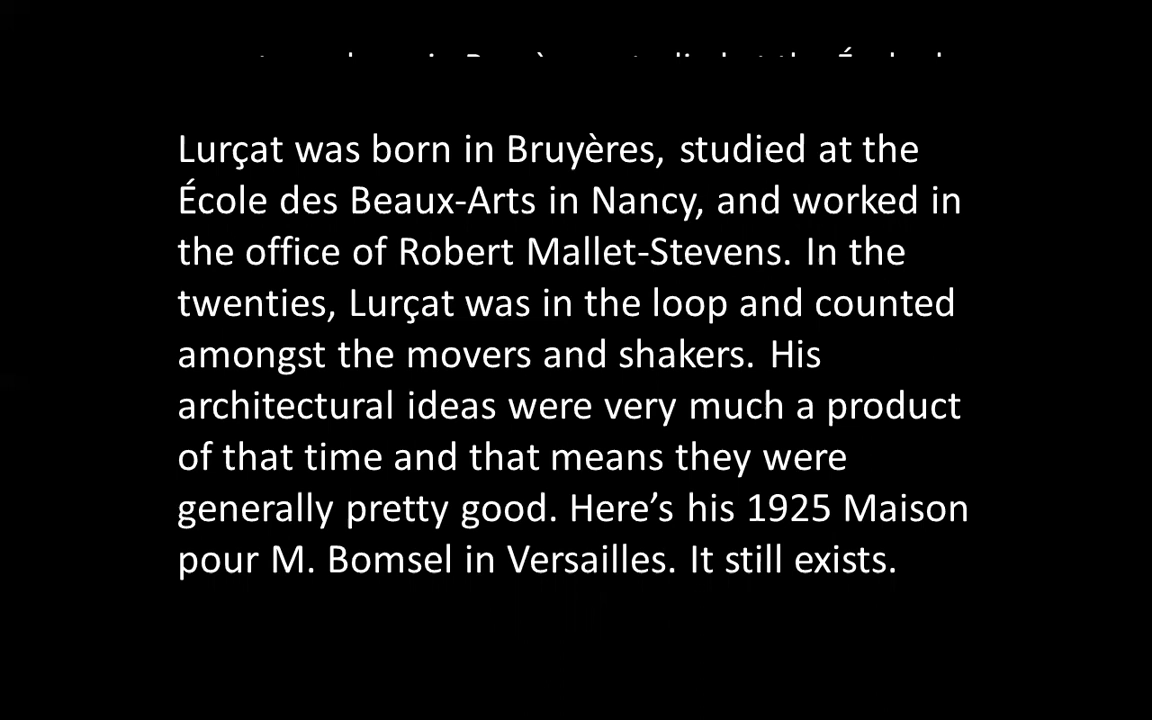 Lurçat was born in Bruyères, studied at the
École des Beaux-Arts in Nancy, and worked in
the office of Robert Mallet-Stevens. In the
twenties, Lurçat was in the loop and counted
amongst the movers and shakers. His
architectural ideas were very much a product
of that time and that means they were
generally pretty good. Here’s his 1925 Maison
pour M. Bomsel in Versailles. It still exists.